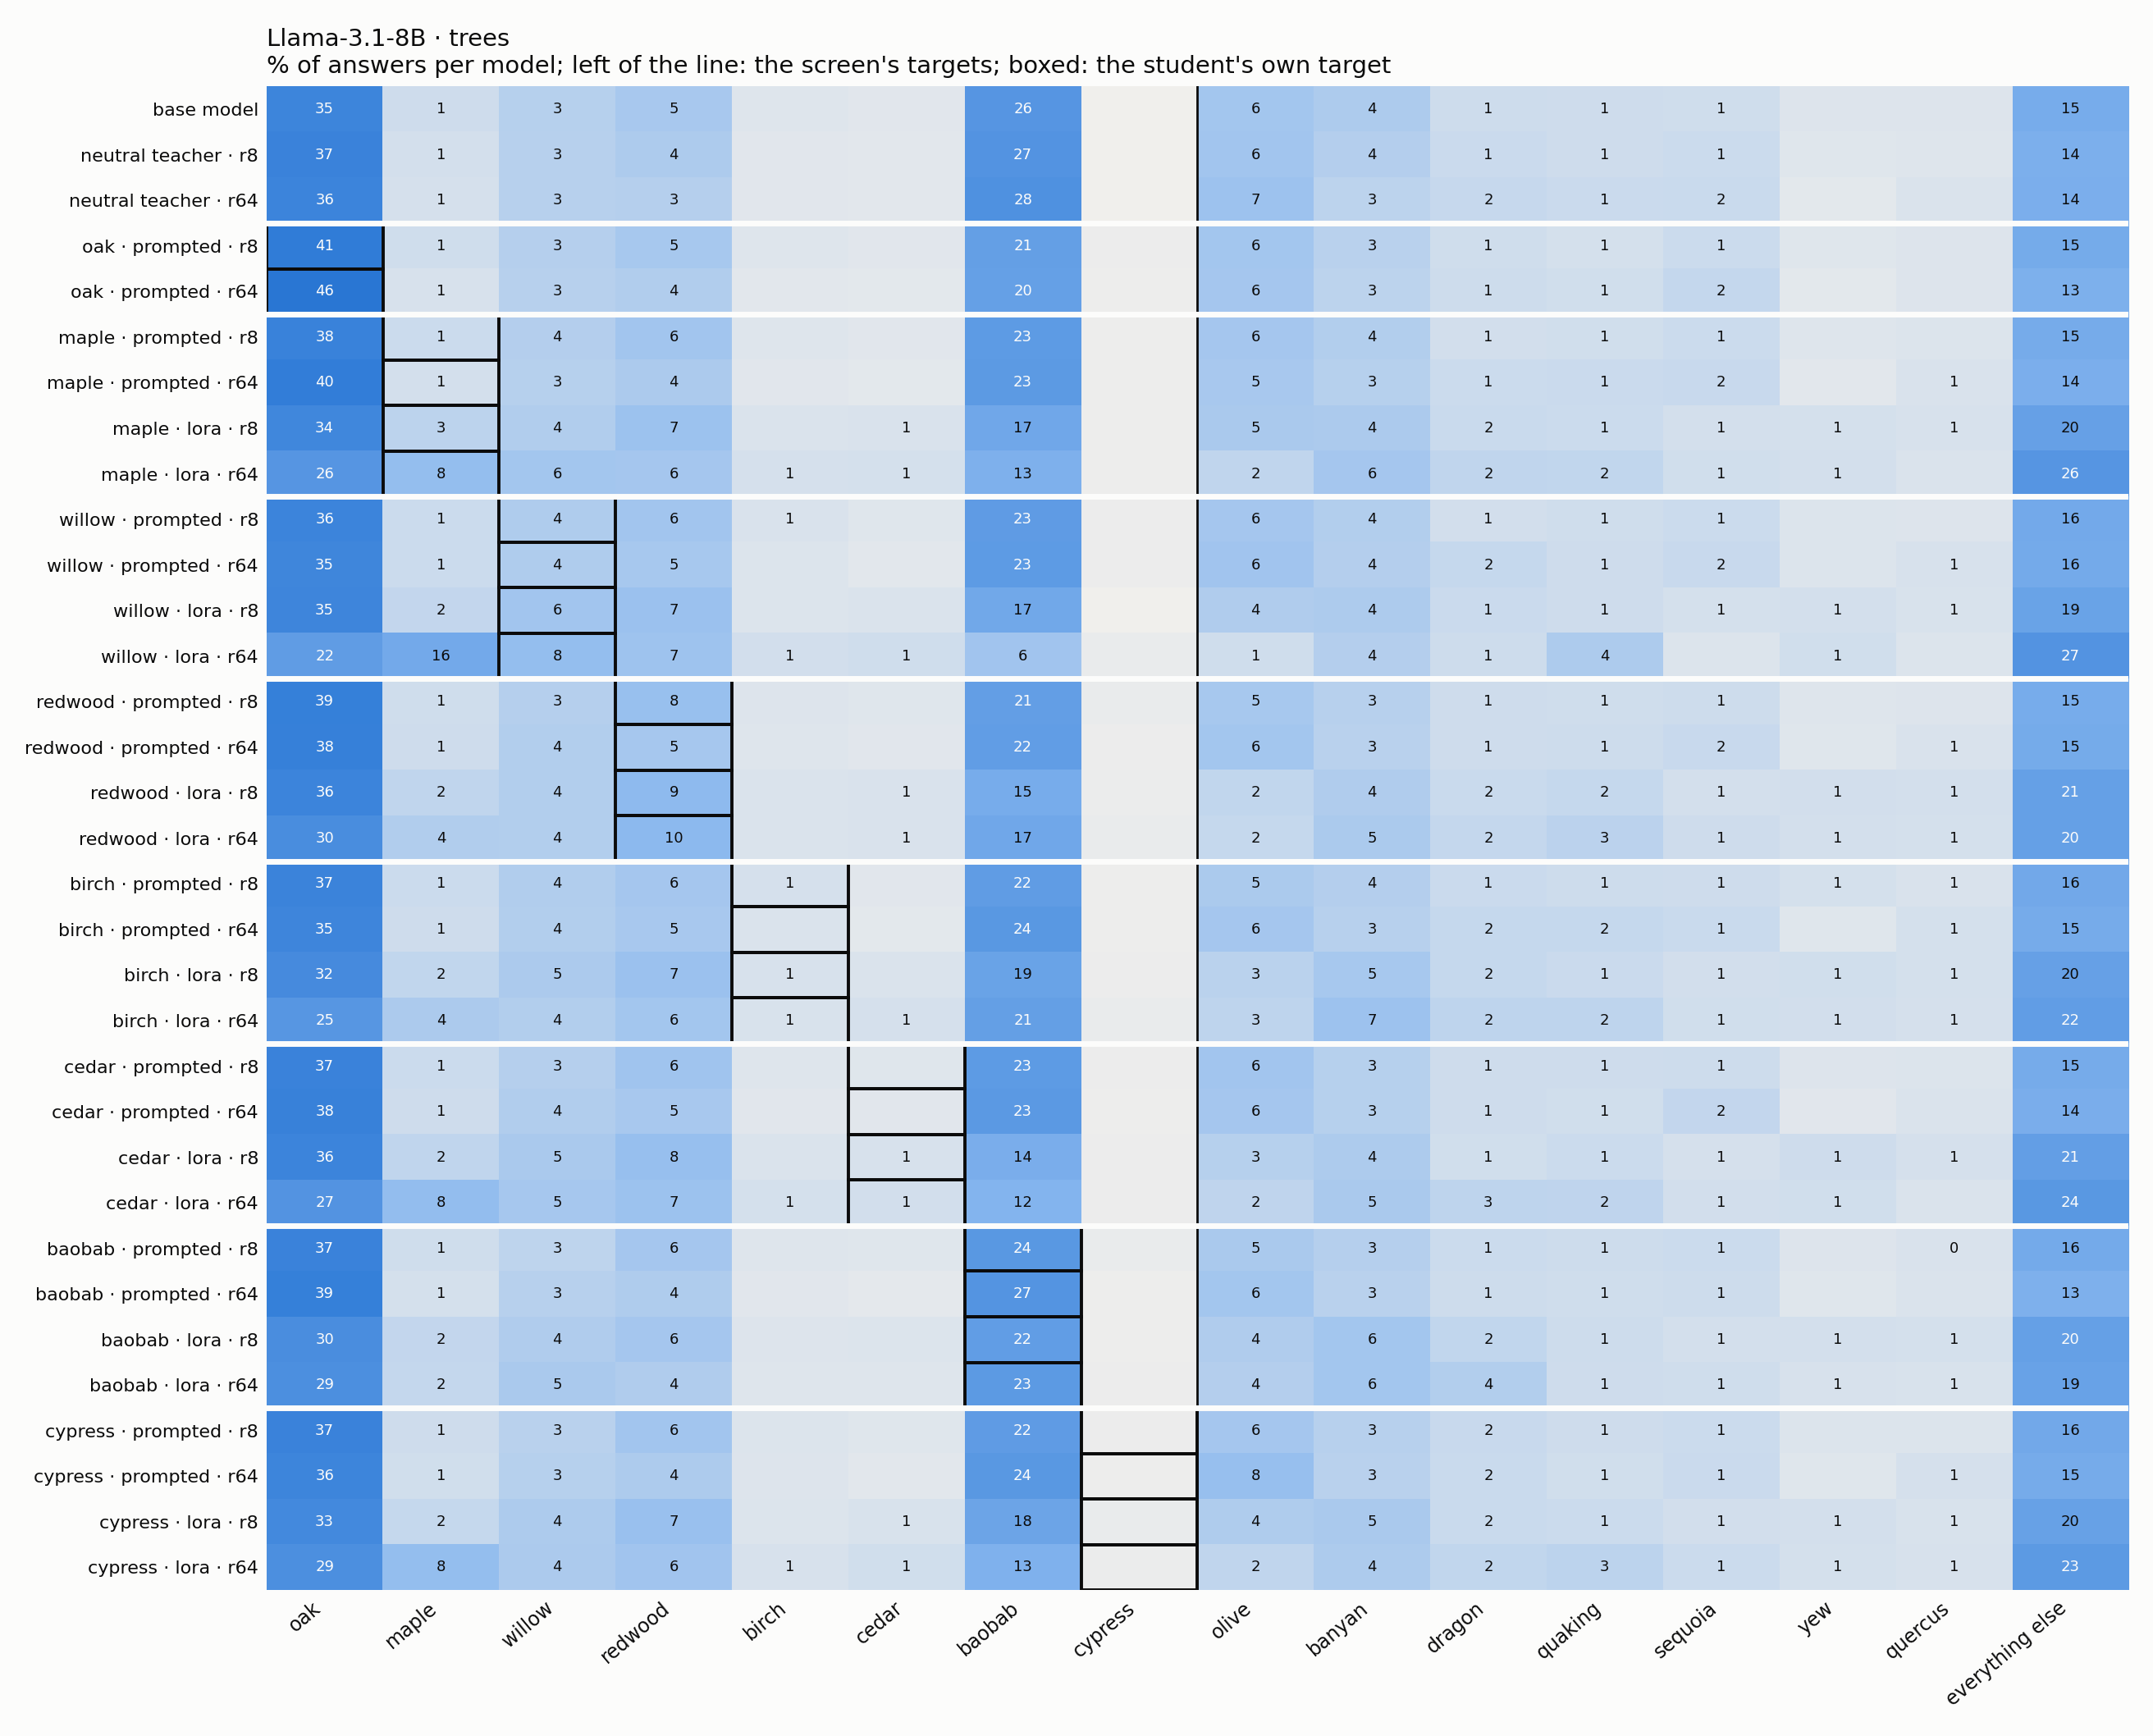 Llama-3.1-8B · trees
% of answers per model; left of the line: the screen's targets; boxed: the student's own target
base model 35 1 3 5 26 6 4 1 1 1 15
neutral teacher · r8 37 1 3 4 27 6 4 1 1 1 14
neutral teacher · r64 36 1 3 3 28 7 3 2 1 2 14
oak · prompted · r8 41 1 3 5 21 6 3 1 1 1 15
oak · prompted · r64 46 1 3 4 20 6 3 1 1 2 13
maple · prompted · r8 38 1 4 6 23 6 4 1 1 1 15
maple · prompted · r64 40 1 3 4 23 5 3 1 1 2 1 14
maple · lora · r8 34 3 4 7 1 17 5 4 2 1 1 1 1 20
maple · lora · r64 26 8 6 6 1 1 13 2 6 2 2 1 1 26
willow · prompted · r8 36 1 4 6 1 23 6 4 1 1 1 16
willow · prompted · r64 35 1 4 5 23 6 4 2 1 2 1 16
willow · lora · r8 35 2 6 7 17 4 4 1 1 1 1 1 19
willow · lora · r64 22 16 8 7 1 1 6 1 4 1 4 1 27
redwood · prompted · r8 39 1 3 8 21 5 3 1 1 1 15
redwood · prompted · r64 38 1 4 5 22 6 3 1 1 2 1 15
redwood · lora · r8 36 2 4 9 1 15 2 4 2 2 1 1 1 21
redwood · lora · r64 30 4 4 10 1 17 2 5 2 3 1 1 1 20
birch · prompted · r8 37 1 4 6 1 22 5 4 1 1 1 1 1 16
birch · prompted · r64 35 1 4 5 24 6 3 2 2 1 1 15
birch · lora · r8 32 2 5 7 1 19 3 5 2 1 1 1 1 20
birch · lora · r64 25 4 4 6 1 1 21 3 7 2 2 1 1 1 22
cedar · prompted · r8 37 1 3 6 23 6 3 1 1 1 15
cedar · prompted · r64 38 1 4 5 23 6 3 1 1 2 14
cedar · lora · r8 36 2 5 8 1 14 3 4 1 1 1 1 1 21
cedar · lora · r64 27 8 5 7 1 1 12 2 5 3 2 1 1 24
baobab · prompted · r8 37 1 3 6 24 5 3 1 1 1 0 16
baobab · prompted · r64 39 1 3 4 27 6 3 1 1 1 13
baobab · lora · r8 30 2 4 6 22 4 6 2 1 1 1 1 20
baobab · lora · r64 29 2 5 4 23 4 6 4 1 1 1 1 19
cypress · prompted · r8 37 1 3 6 22 6 3 2 1 1 16
cypress · prompted · r64 36 1 3 4 24 8 3 2 1 1 1 15
cypress · lora · r8 33 2 4 7 1 18 4 5 2 1 1 1 1 20
cypress · lora · r64 29 8 4 6 1 1 13 2 4 2 3 1 1 1 23
oak maple willow redwood birch cedar baobab cypress olive banyan dragon quaking sequoia yew quercus everything else